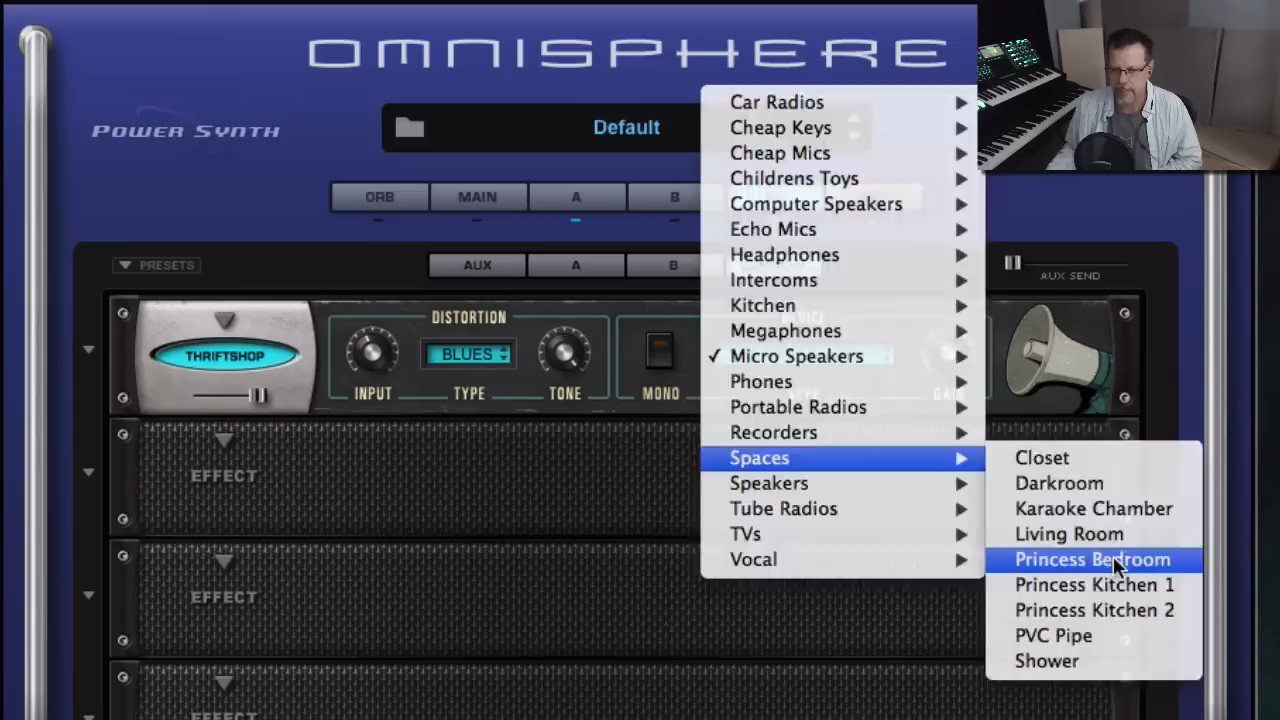 OMNISPHERE
POWER SYNTH
Default
ORB
MAIN
A
B
PRESETS
AUX
A
B
AUX SEND
THRIFTSHOP
DISTORTION
BLUES
INPUT
TYPE
TONE
MONO
EFFECT
EFFECT
EFFECT
Car Radios
Cheap Keys
Cheap Mics
Childrens Toys
Computer Speakers
Echo Mics
Headphones
Intercoms
Kitchen
Megaphones
✓ Micro Speakers
Phones
Portable Radios
Recorders
Spaces
Speakers
Tube Radios
TVs
Vocal
Closet
Darkroom
Karaoke Chamber
Living Room
Princess Bedroom
Princess Kitchen 1
Princess Kitchen 2
PVC Pipe
Shower